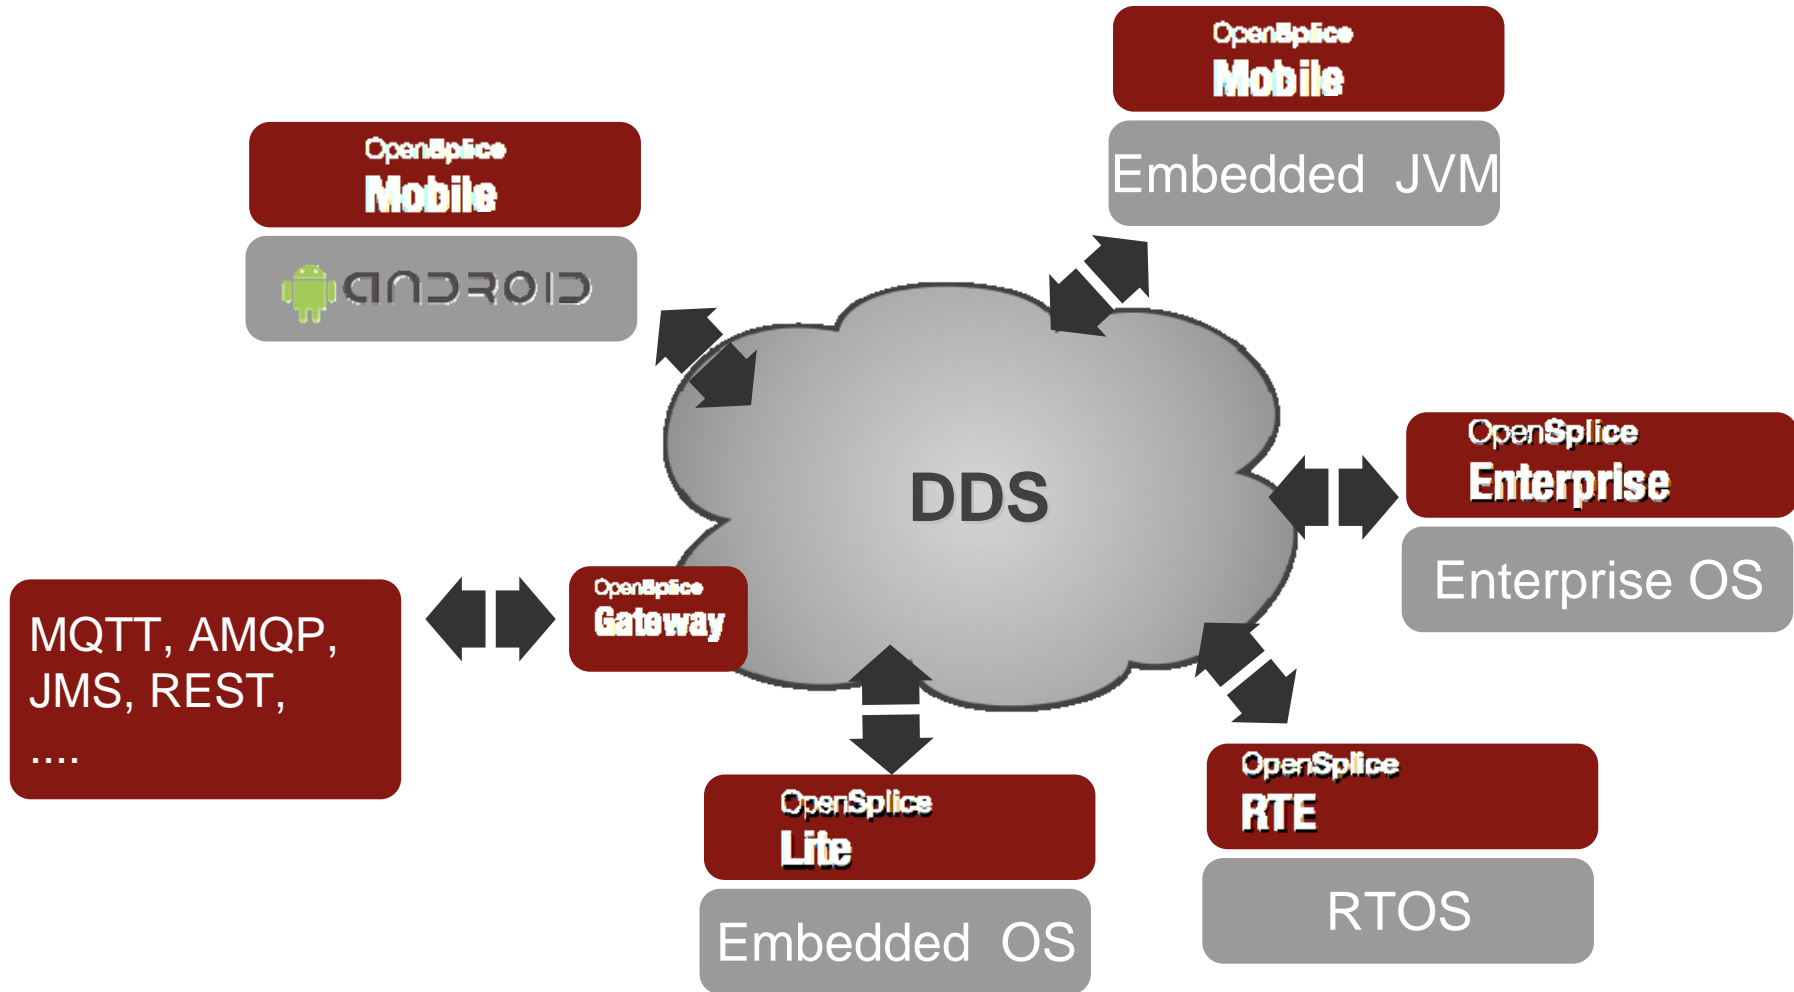 OpenSplice
Mobile
Embedded JVM
OpenSplice
Mobile
ANDROID
DDS
OpenSplice
Enterprise
Enterprise OS
OpenSplice
Gateway
MQTT, AMQP,
JMS, REST,
....
OpenSplice
RTE
RTOS
OpenSplice
Lite
Embedded OS